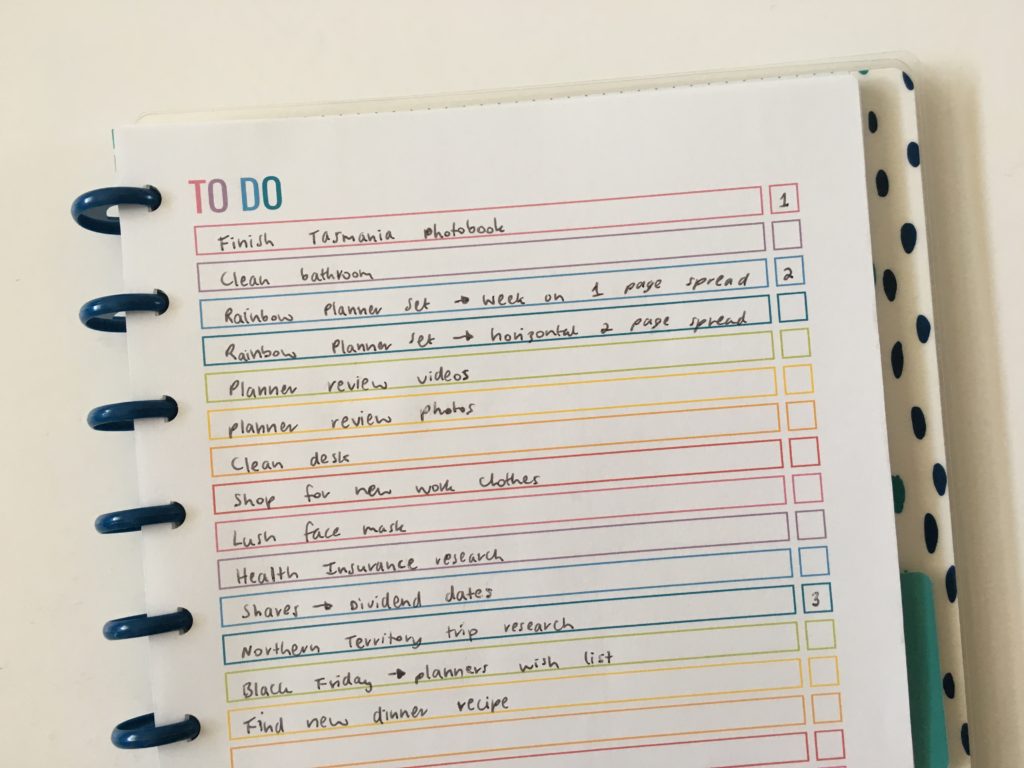 TO DO
Finish Tasmania photobook 1
Clean bathroom
Rainbow Planner set → week on 1 page spread 2
Rainbow Planner set → horizontal 2 page spread
Planner review videos
planner review photos
Clean desk
Shop for new work clothes
Lush face mask
Health Insurance research
Shares → Dividend dates
Northern Territory trip research 3
Black Friday → planners wish list
Find new dinner recipe